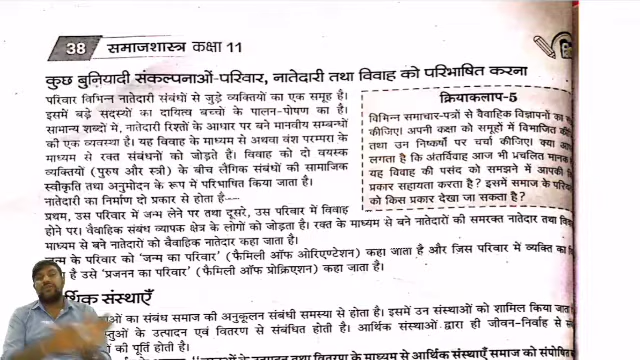 38 समाजशास्त्र कक्षा 11
कुछ बुनियादी संकल्पनाओं-परिवार, नातेदारी तथा विवाह को परिभाषित करना
परिवार विभिन्न नातेदारी संबंधों से जुड़े व्यक्तियों का एक समूह है।
इसमें बड़े सदस्यों का दायित्व बच्चो के पालन-पोषण का है।
सामान्य शब्दो मे, नातेदारी रिश्तों के आधार पर बने मानवीय सम्बन्धों
की एक व्यवस्था है। यह विवाह के माध्यम से अथवा वंश परम्परा के
माध्यम से रक्त संबंधनों को जोड़ते है। विवाह को दो वयस्क
व्यक्तियों (पुरुष और स्त्री) के बीच लैंगिक संबंधों की सामाजिक
स्वीकृति तथा अनुमोदन के रूप में परिभाषित किया जाता है।
नातेदारी का निर्माण दो प्रकार से होता है—
प्रथम, उस परिवार में जन्म लेने पर तथा दूसरे, उस परिवार में विवाह
होने पर। वैवाहिक संबंध व्यापक क्षेत्र के लोगों को जोड़ता है। रक्त के माध्यम से बने नातेदारों की समरक्त नातेदार तथा
माध्यम से बने नातेदारो को वैवाहिक नातेदार कहा जाता है।
के परिवार को 'जन्म का परिवार' (फैमिली ऑफ ओरिएण्टेशन) कहा जाता है और जिस परिवार में व्यक्ति का
है उसे 'प्रजनन का परिवार' (फैमिली ऑफ प्रोक्रिएशन) कहा जाता है।
क्रियाकलाप-5
विभिन्न समाचार-पत्रों से वैवाहिक विज्ञापनों का
कीजिए। अपनी कक्षा को समूहों में विभाजित
तथा उन निष्कर्षों पर चर्चा कीजिए। क्या
लगता है कि अंतर्विवाह आज भी प्रचलित मानक
यह विवाह की पसंद को समझने में आपकी
प्रकार सहायता करता है? इसमें समाज के
को किस प्रकार देखा जा सकता है?
संस्थाएँ
का संबंध समाज की अनुकूलन संबंधी समस्या से होता है। इसमें उन संस्थाओं को शामिल किया जाता
के उत्पादन एवं वितरण से संबंधित होती है। आर्थिक संस्थाओं द्वारा ही जीवन-निर्वाह से
की पूर्ति होती है।